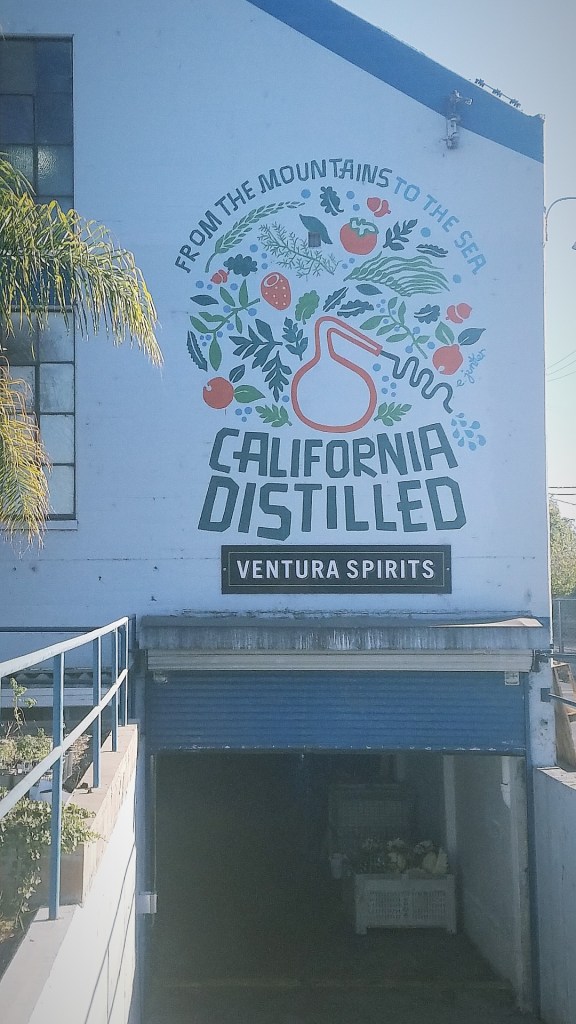 FROM THE MOUNTAINS TO THE SEA
CALIFORNIA
DISTILLED
VENTURA SPIRITS